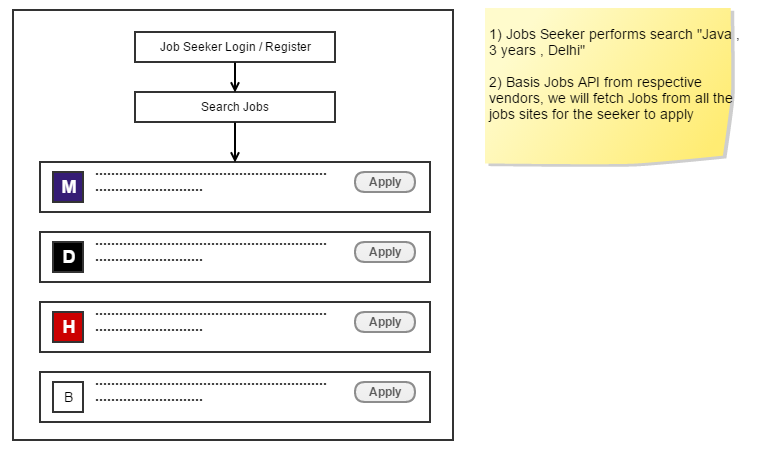 Job Seeker Login / Register
Search Jobs
M
Apply
D
Apply
H
Apply
B
Apply
1) Jobs Seeker performs search "Java ,
3 years , Delhi"
2) Basis Jobs API from respective
vendors, we will fetch Jobs from all the
jobs sites for the seeker to apply